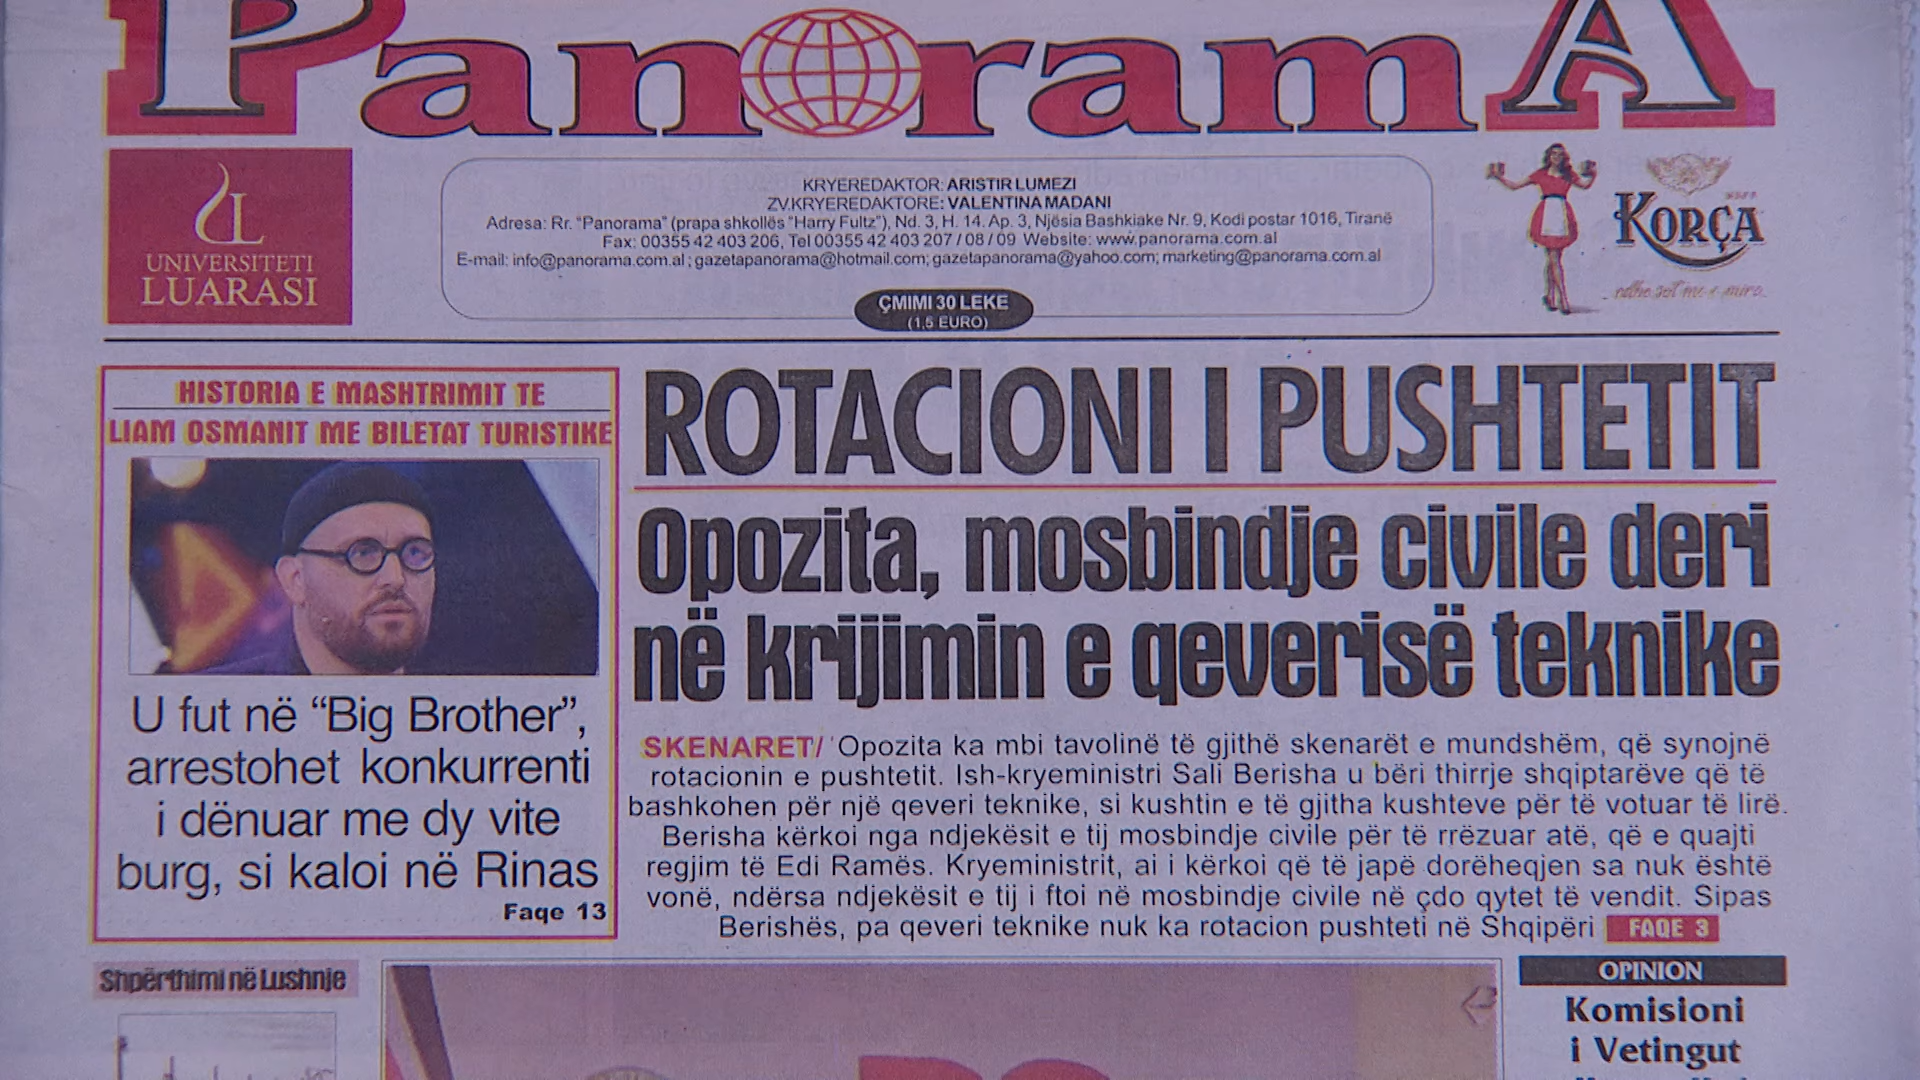 PanoramA
UNIVERSITETI
LUARASI
KRYEREDAKTOR: ARISTIR LUMEZI
ZV.KRYEREDAKTORE: VALENTINA MADANI
Adresa: Rr. "Panorama" (prapa shkollës "Harry Fultz"), Nd. 3, H. 14. Ap. 3, Njësia Bashkiake Nr. 9, Kodi postar 1016, Tiranë
Fax: 00355 42 403 206, Tel 00355 42 403 207 / 08 / 09 Website: www.panorama.com.al
E-mail: info@panorama.com.al; gazetapanorama@hotmail.com; gazetapanorama@yahoo.com; marketing@panorama.com.al
ÇMIMI 30 LEKE
(1,5 EURO)
KORÇA
HISTORIA E MASHTRIMIT TE
LIAM OSMANIT ME BILETAT TURISTIKE
U fut në “Big Brother”,
arrestohet konkurrenti
i dënuar me dy vite
burg, si kaloi në Rinas
Faqe 13
ROTACIONI I PUSHTETIT
Opozita, mosbindje civile deri
në krijimin e qeverisë teknike
SKENARET/ Opozita ka mbi tavolinë të gjithë skenarët e mundshëm, që synojnë
rotacionin e pushtetit. Ish-kryeministri Sali Berisha u bëri thirrje shqiptarëve që të
bashkohen për një qeveri teknike, si kushtin e të gjitha kushteve për të votuar të lirë.
Berisha kërkoi nga ndjekësit e tij mosbindje civile për të rrëzuar atë, që e quajti
regjim të Edi Ramës. Kryeministrit, ai i kërkoi që të japë dorëheqjen sa nuk është
vonë, ndërsa ndjekësit e tij i ftoi në mosbindje civile në çdo qytet të vendit. Sipas
Berishës, pa qeveri teknike nuk ka rotacion pushteti në Shqipëri FAQE 3
Shpërthimi në Lushnje
OPINION
Komisioni
i Vetingut